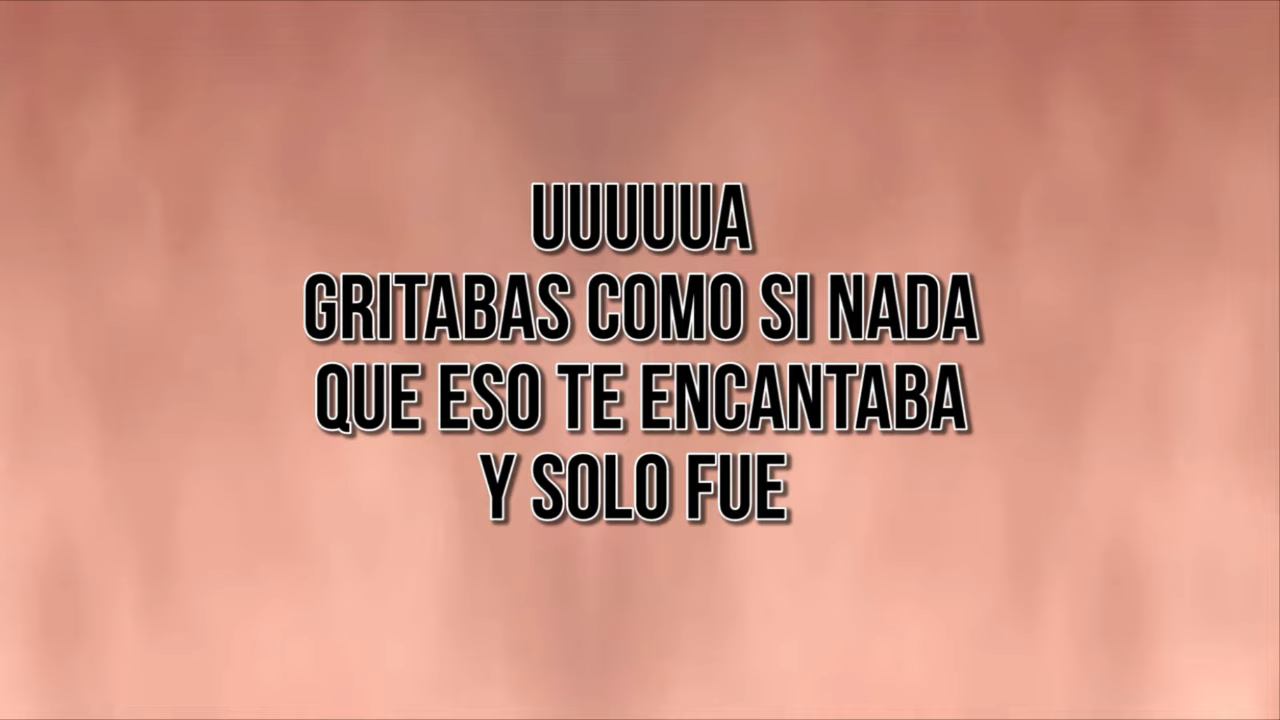 UUUUUA
GRITABAS COMO SI NADA
QUE ESO TE ENCANTABA
Y SOLO FUE